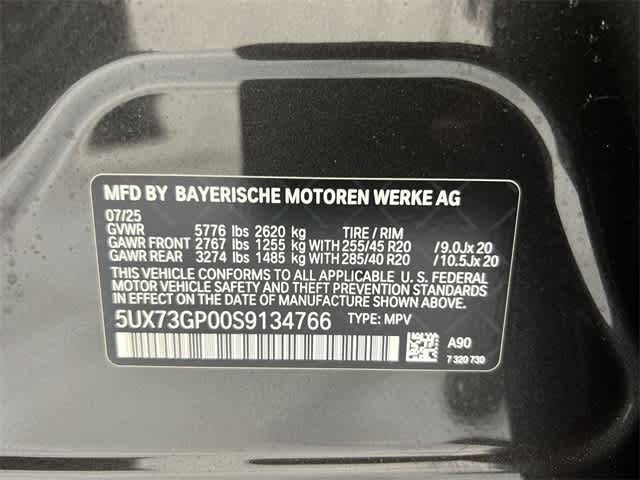 MFD BY BAYERISCHE MOTOREN WERKE AG
07/25
GVWR 5776 lbs 2620 kg TIRE / RIM
GAWR FRONT 2767 lbs 1255 kg WITH 255/45 R20 /9.0Jx 20
GAWR REAR 3274 lbs 1485 kg WITH 285/40 R20 /10.5Jx 20
THIS VEHICLE CONFORMS TO ALL APPLICABLE U. S. FEDERAL
MOTOR VEHICLE SAFETY AND THEFT PREVENTION STANDARDS
IN EFFECT ON THE DATE OF MANUFACTURE SHOWN ABOVE.
5UX73GP00S9134766 TYPE: MPV
A90
7 320 730